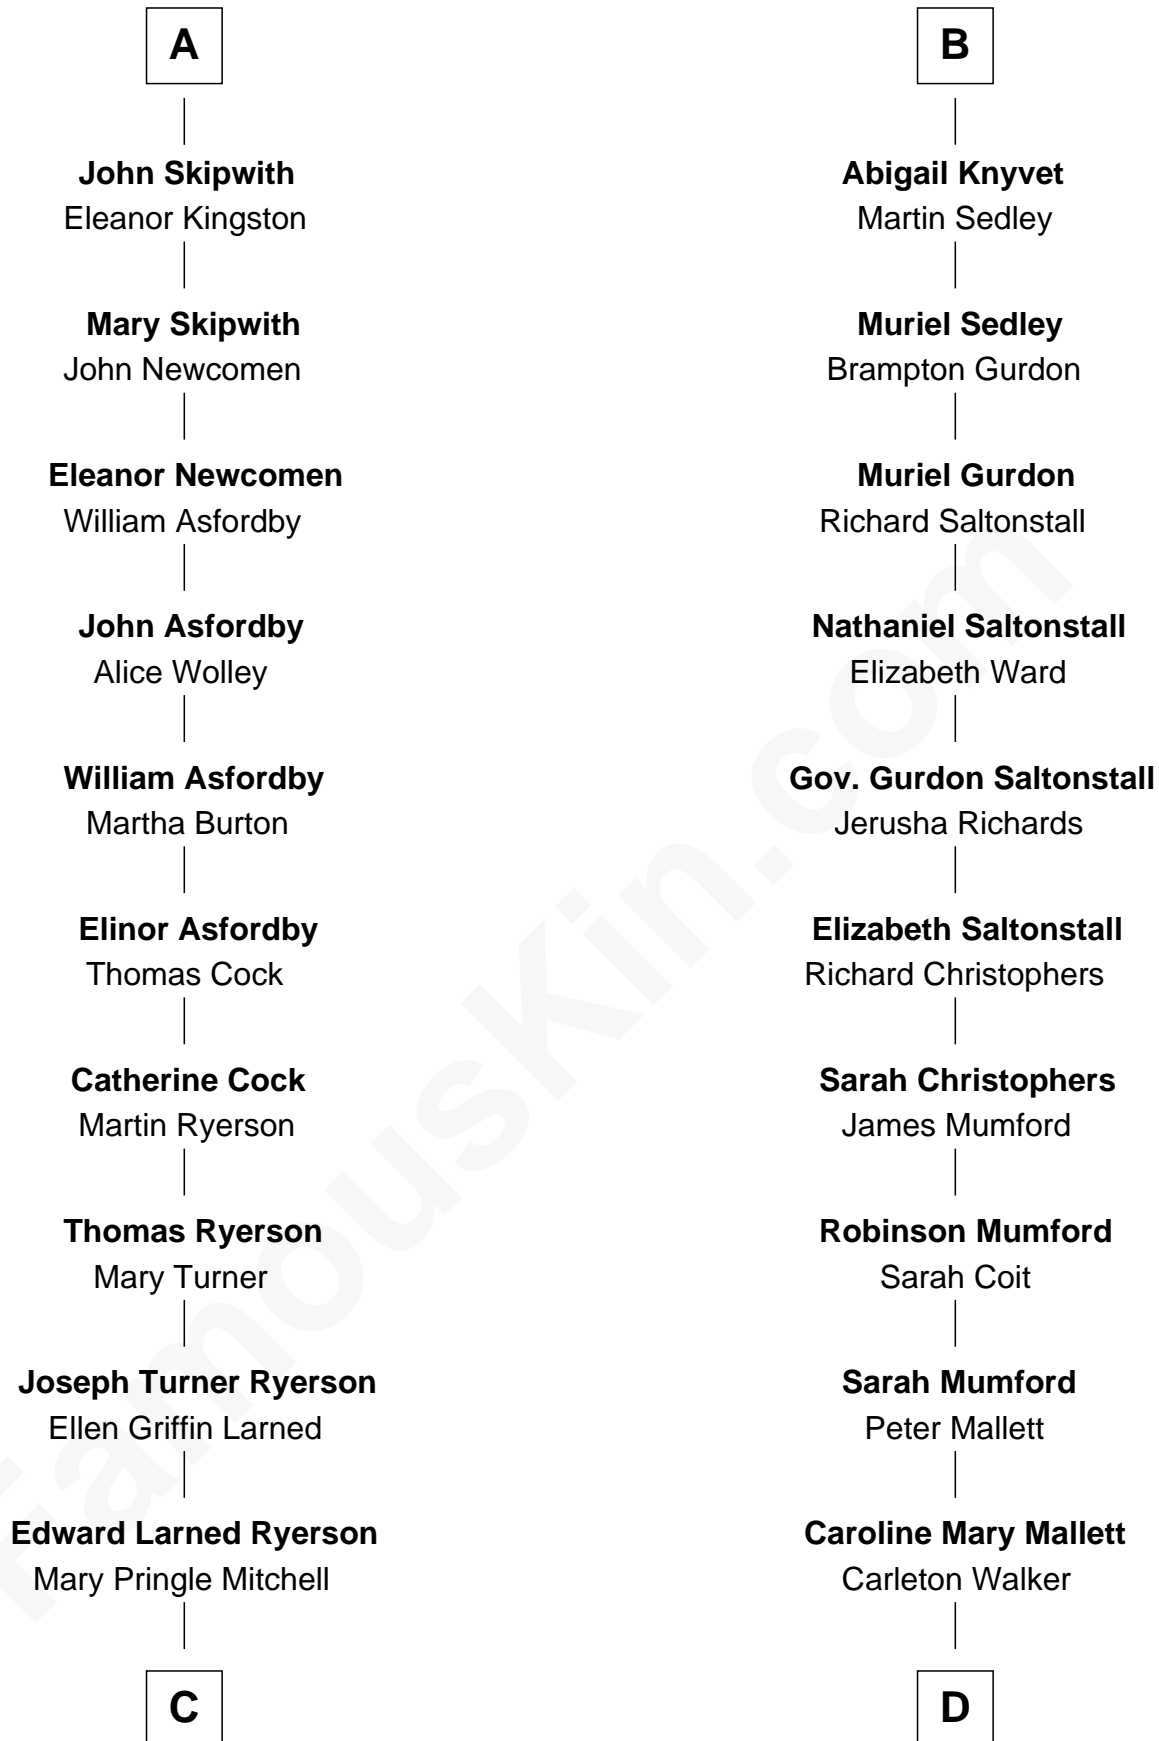 A
John Skipwith
Eleanor Kingston
Mary Skipwith
John Newcomen
Eleanor Newcomen
William Asfordby
John Asfordby
Alice Wolley
William Asfordby
Martha Burton
Elinor Asfordby
Thomas Cock
Catherine Cock
Martin Ryerson
Thomas Ryerson
Mary Turner
Joseph Turner Ryerson
Ellen Griffin Larned
Edward Larned Ryerson
Mary Pringle Mitchell
C
B
Abigail Knyvet
Martin Sedley
Muriel Sedley
Brampton Gurdon
Muriel Gurdon
Richard Saltonstall
Nathaniel Saltonstall
Elizabeth Ward
Gov. Gurdon Saltonstall
Jerusha Richards
Elizabeth Saltonstall
Richard Christophers
Sarah Christophers
James Mumford
Robinson Mumford
Sarah Coit
Sarah Mumford
Peter Mallett
Caroline Mary Mallett
Carleton Walker
D
FamousKin.com